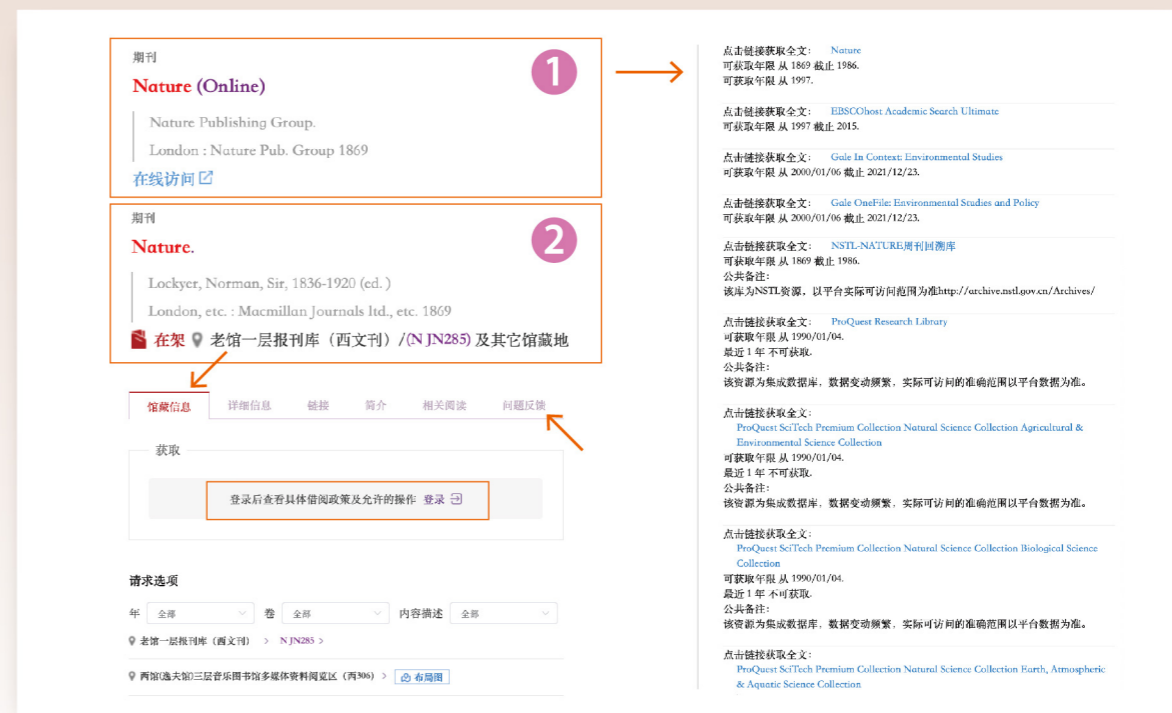 期刊
1
Nature (Online)
Nature Publishing Group.
London : Nature Pub. Group 1869
在线访问
期刊
2
Nature.
Lockyer, Norman, Sir, 1836-1920 (ed. )
London, etc. : Macmillan Journals ltd., etc. 1869
在架 老馆一层报刊库（西文刊）/(N JN285) 及其它馆藏地
馆藏信息 详细信息 链接 简介 相关阅读 问题反馈
获取
登录后查看具体借阅政策及允许的操作 登录
请求选项
年 全部 卷 全部 内容描述 全部
老馆一层报刊库（西文刊） > N JN285 >
西馆(逸夫馆)三层音乐图书馆多媒体资料阅览区（西306） > 布局图
点击链接获取全文： Nature
可获取年限 从 1869 截止 1986.
可获取年限 从 1997.
点击链接获取全文： EBSCOhost Academic Search Ultimate
可获取年限 从 1997 截止 2015.
点击链接获取全文： Gale In Context: Environmental Studies
可获取年限 从 2000/01/06 截止 2021/12/23.
点击链接获取全文： Gale OneFile: Environmental Studies and Policy
可获取年限 从 2000/01/06 截止 2021/12/23.
点击链接获取全文： NSTL-NATURE周刊回溯库
可获取年限 从 1869 截止 1986.
公共备注：
该库为NSTL资源，以平台实际可访问范围为准http://archive.nstl.gov.cn/Archives/
点击链接获取全文： ProQuest Research Library
可获取年限 从 1990/01/04.
最近 1 年 不可获取.
公共备注：
该资源为集成数据库，数据变动频繁，实际可访问的准确范围以平台数据为准。
点击链接获取全文：
ProQuest SciTech Premium Collection Natural Science Collection Agricultural &
Environmental Science Collection
可获取年限 从 1990/01/04.
最近 1 年 不可获取.
公共备注：
该资源为集成数据库，数据变动频繁，实际可访问的准确范围以平台数据为准。
点击链接获取全文：
ProQuest SciTech Premium Collection Natural Science Collection Biological Science
Collection
可获取年限 从 1990/01/04.
最近 1 年 不可获取.
公共备注：
该资源为集成数据库，数据变动频繁，实际可访问的准确范围以平台数据为准。
点击链接获取全文：
ProQuest SciTech Premium Collection Natural Science Collection Earth, Atmospheric
& Aquatic Science Collection